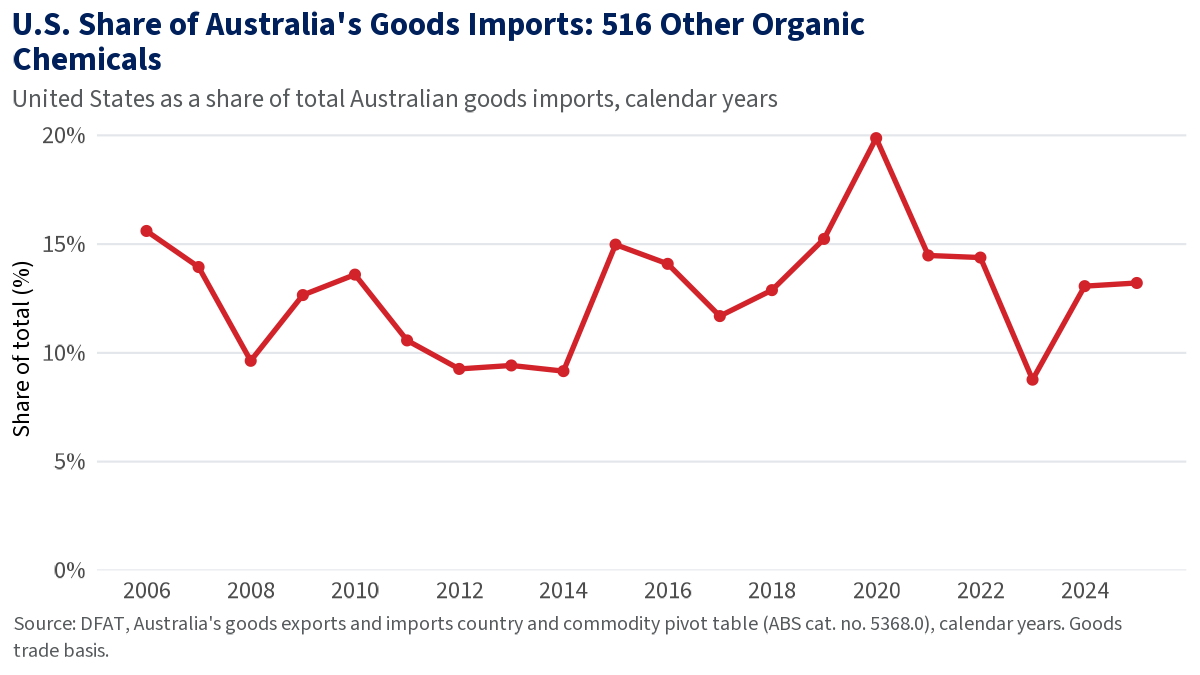 U.S. Share of Australia's Goods Imports: 516 Other Organic
Chemicals
United States as a share of total Australian goods imports, calendar years
Share of total (%)
20%
15%
10%
5%
0%
2006 2008 2010 2012 2014 2016 2018 2020 2022 2024
Source: DFAT, Australia's goods exports and imports country and commodity pivot table (ABS cat. no. 5368.0), calendar years. Goods
trade basis.